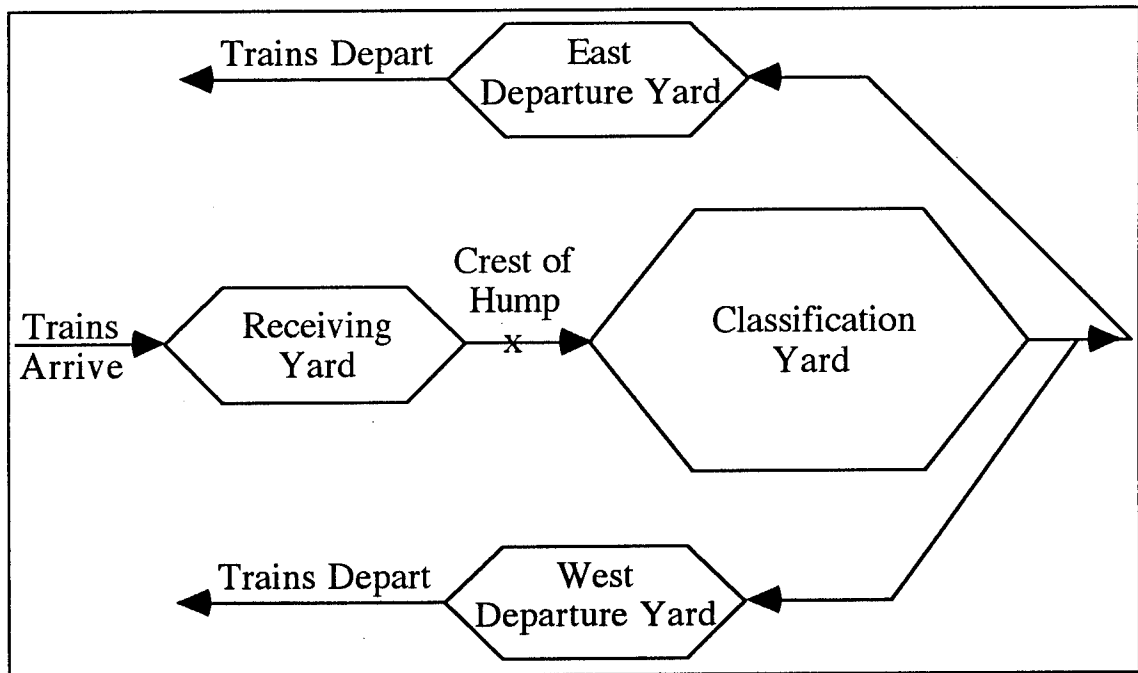 Trains Depart
East
Departure Yard
Crest of
Hump
x
Trains
Arrive
Receiving
Yard
Classification
Yard
Trains Depart
West
Departure Yard